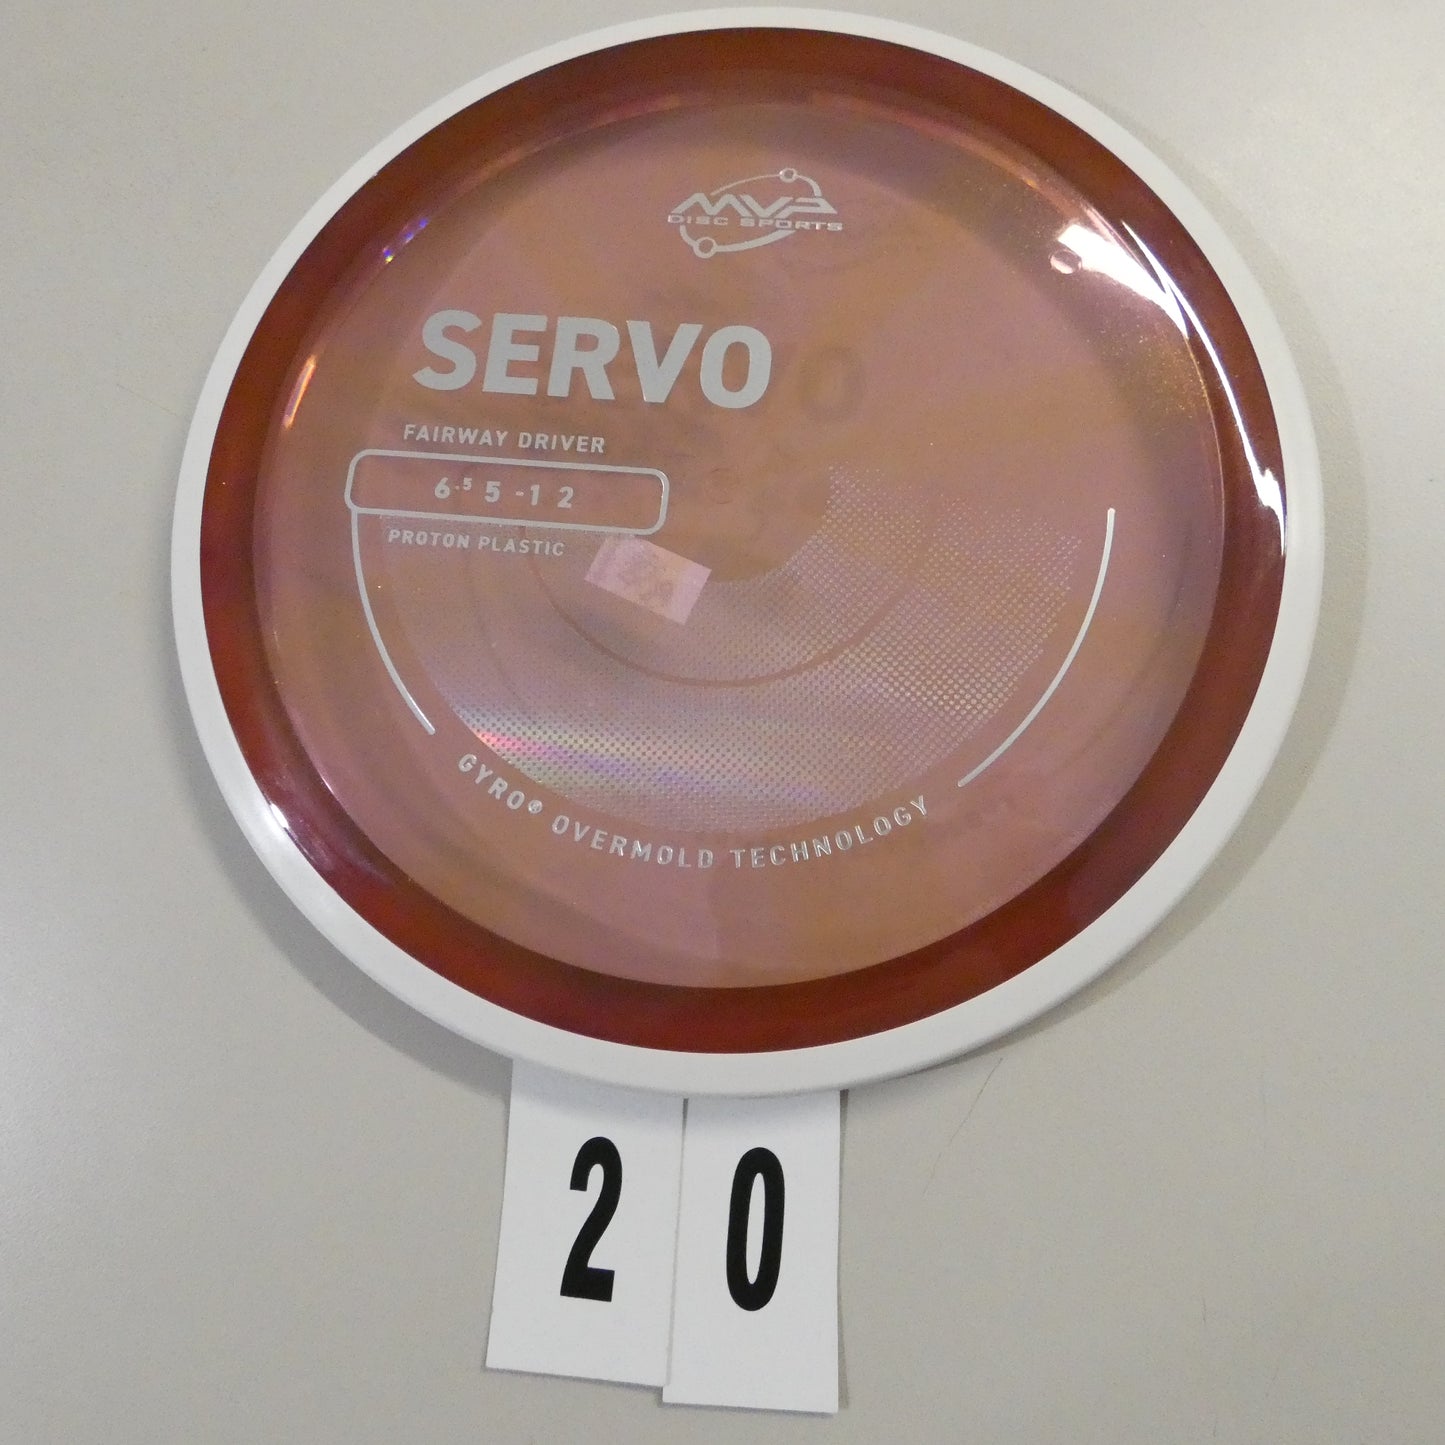 MVP
DISC SPORTS
SERVO
FAIRWAY DRIVER
6.5 5 -1 2
PROTON PLASTIC
GYRO® OVERMOLD TECHNOLOGY
2 0